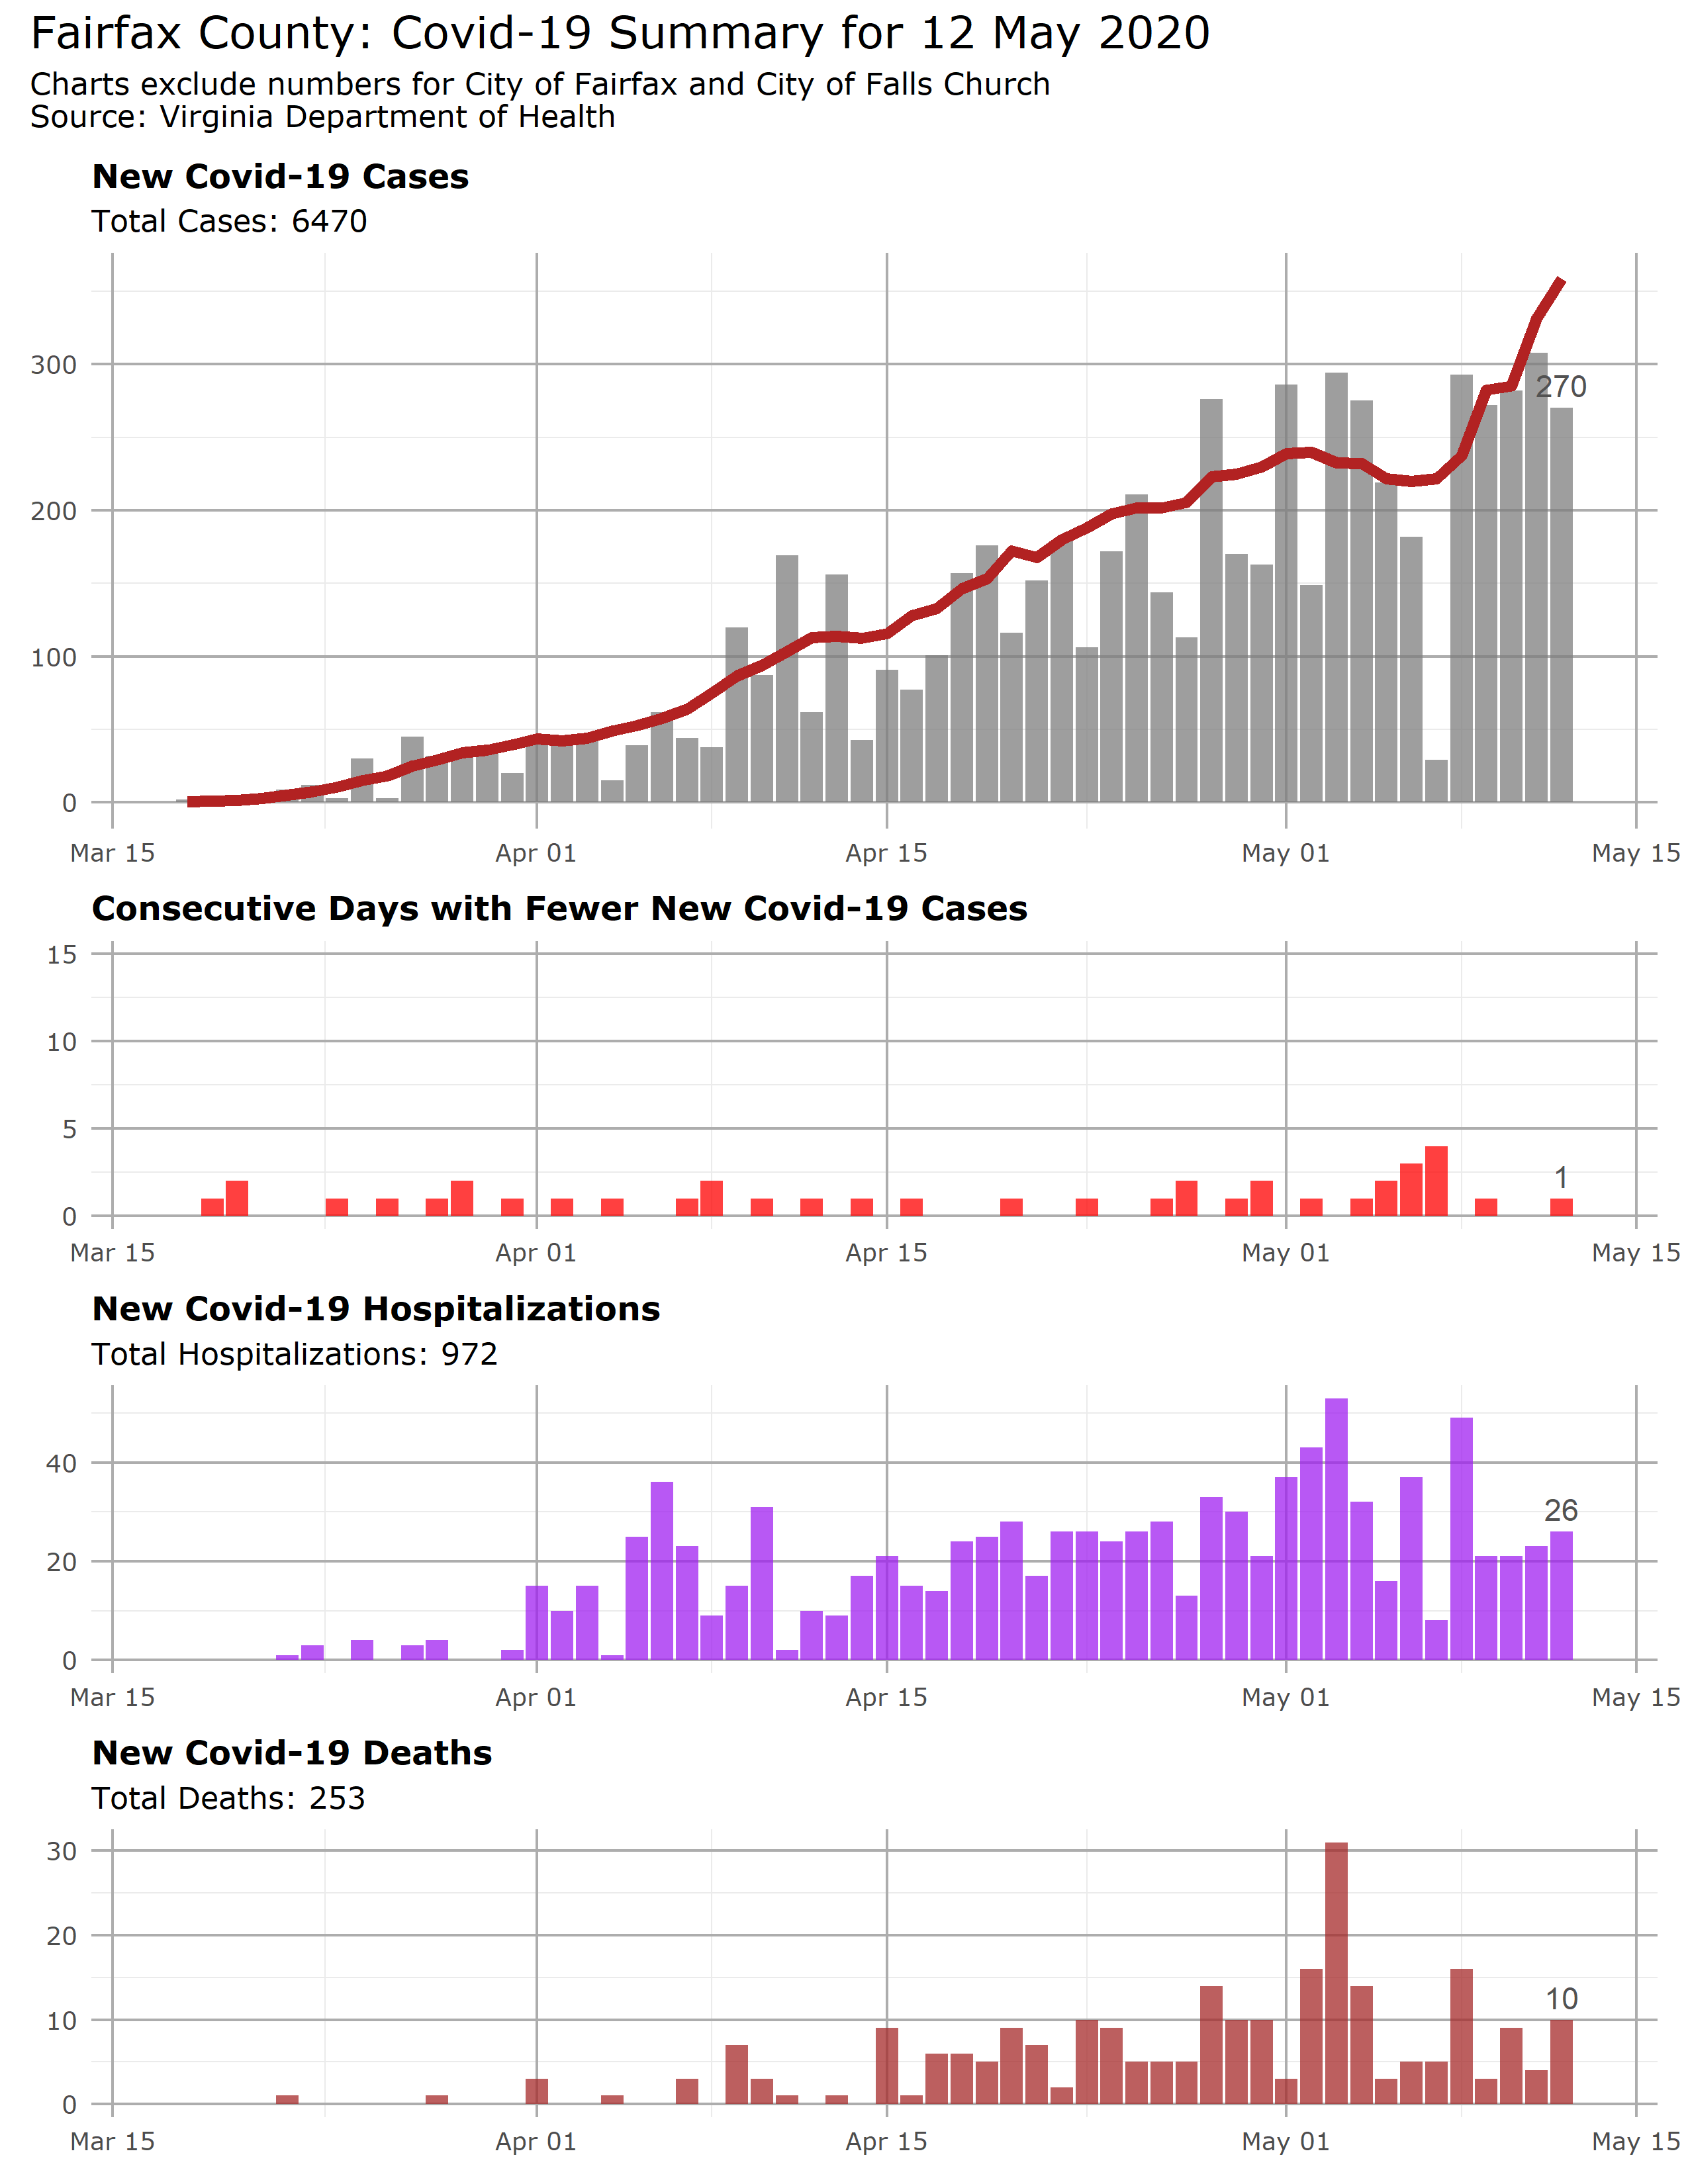 Fairfax County: Covid-19 Summary for 12 May 2020
Charts exclude numbers for City of Fairfax and City of Falls Church
Source: Virginia Department of Health
New Covid-19 Cases
Total Cases: 6470
300
270
200
100
0
Mar 15 Apr 01 Apr 15 May 01 May 15
Consecutive Days with Fewer New Covid-19 Cases
15
10
5
1
0
Mar 15 Apr 01 Apr 15 May 01 May 15
New Covid-19 Hospitalizations
Total Hospitalizations: 972
40
26
20
0
Mar 15 Apr 01 Apr 15 May 01 May 15
New Covid-19 Deaths
Total Deaths: 253
30
20
10
10
0
Mar 15 Apr 01 Apr 15 May 01 May 15